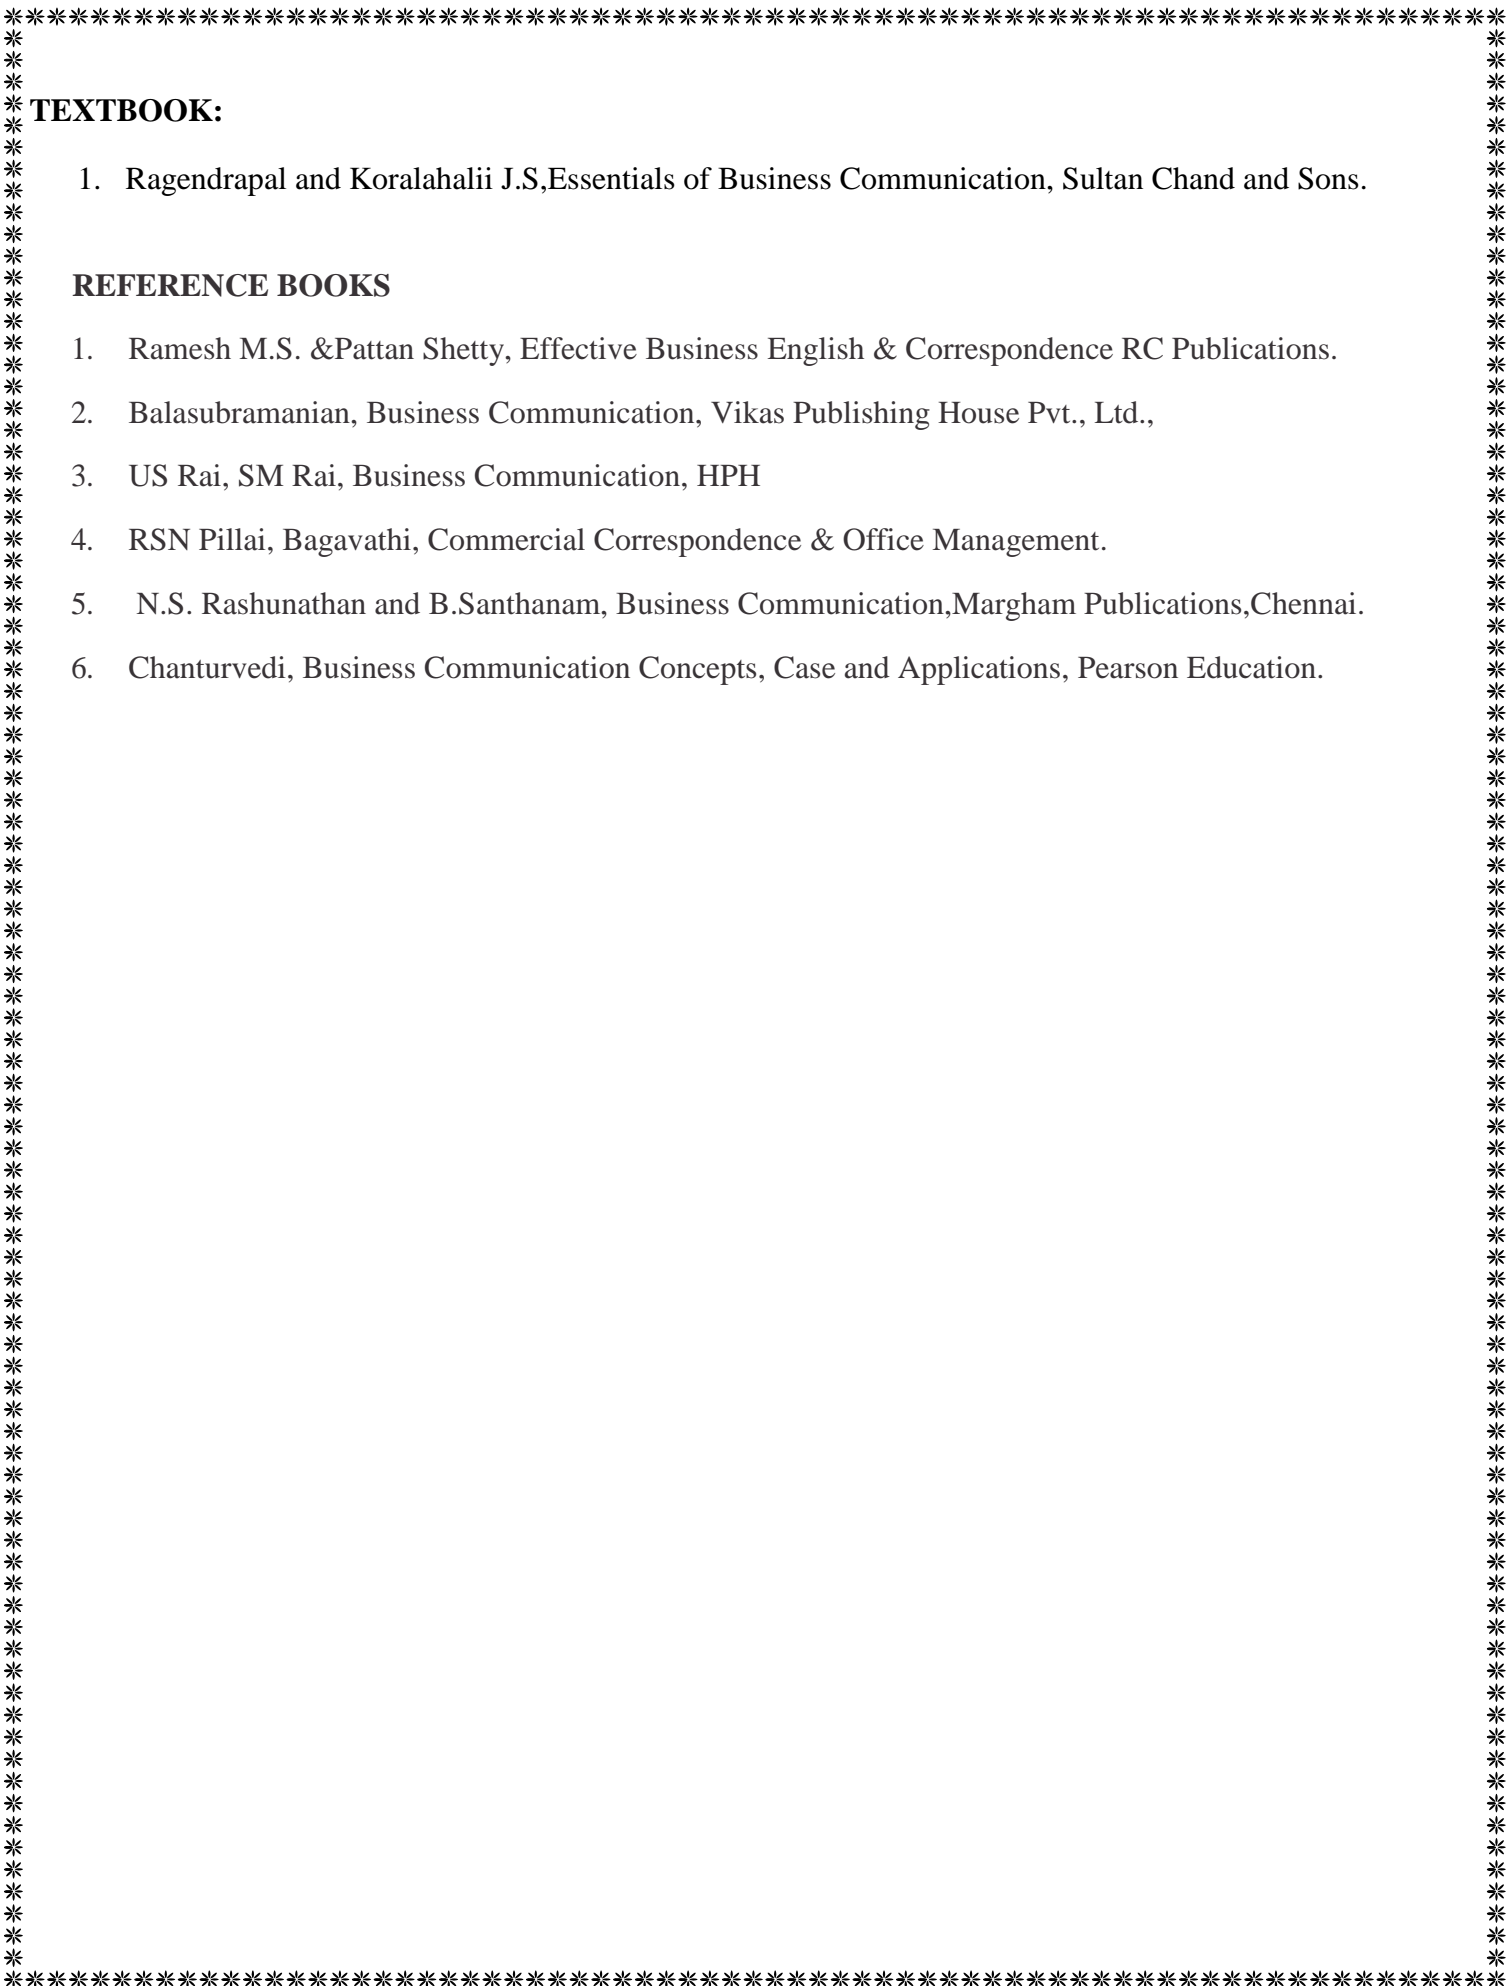 TEXTBOOK:
1. Ragendrapal and Koralahalii J.S,Essentials of Business Communication, Sultan Chand and Sons.
REFERENCE BOOKS
1. Ramesh M.S. &Pattan Shetty, Effective Business English & Correspondence RC Publications.
2. Balasubramanian, Business Communication, Vikas Publishing House Pvt., Ltd.,
3. US Rai, SM Rai, Business Communication, HPH
4. RSN Pillai, Bagavathi, Commercial Correspondence & Office Management.
5. N.S. Rashunathan and B.Santhanam, Business Communication,Margham Publications,Chennai.
6. Chanturvedi, Business Communication Concepts, Case and Applications, Pearson Education.